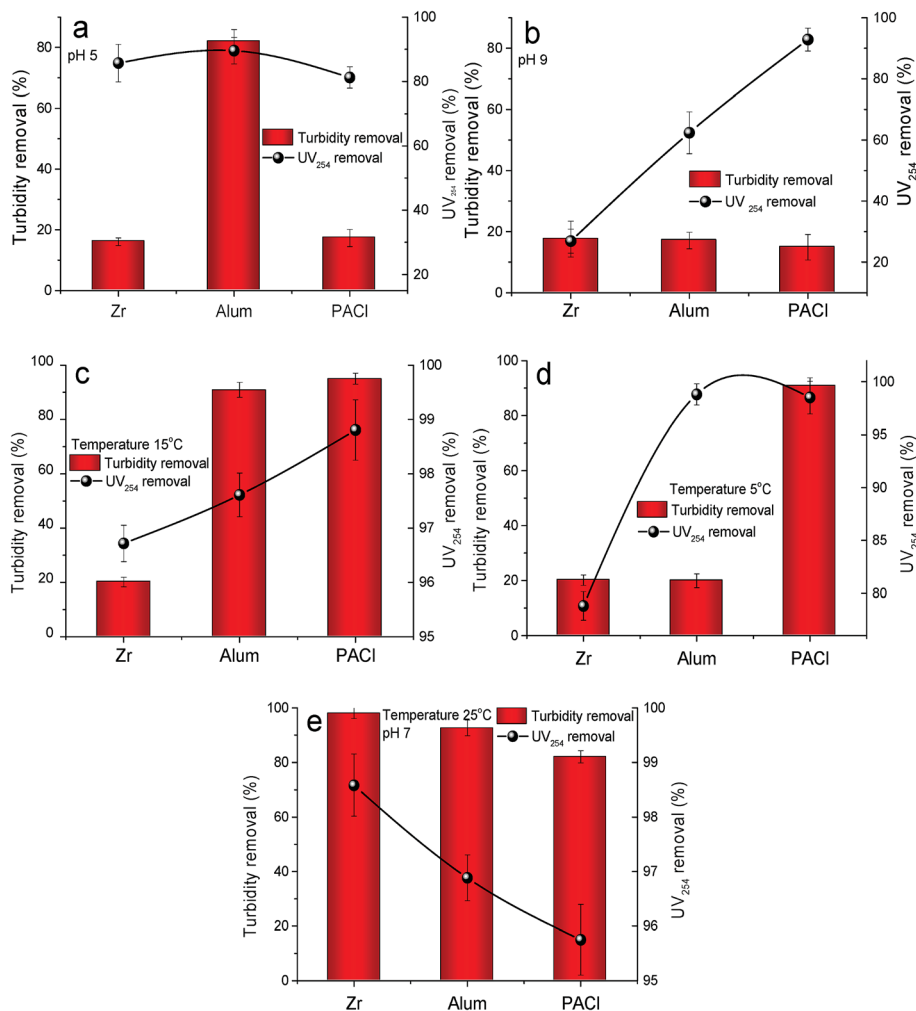 a
pH 5
Turbidity removal (%)
0
20
40
60
80
20
40
60
80
100
UV254 removal (%)
Turbidity removal
UV254 removal
Zr
Alum
PACl
b
pH 9
Turbidity removal (%)
0
20
40
60
80
20
40
60
80
100
UV254 removal (%)
Turbidity removal
UV 254 removal
Zr
Alum
PACl
c
Temperature 15°C
Turbidity removal (%)
0
20
40
60
80
100
95
96
97
98
99
100
UV254 removal (%)
Turbidity removal
UV254 removal
Zr
Alum
PACl
d
Temperature 5°C
Turbidity removal (%)
0
20
40
60
80
100
80
85
90
95
100
UV254 removal (%)
Turbidity removal
UV254 removal
Zr
Alum
PACl
e
Temperature 25°C
pH 7
Turbidity removal (%)
0
20
40
60
80
100
95
96
97
98
99
100
UV254 removal (%)
Turbidity removal
UV254 removal
Zr
Alum
PACl